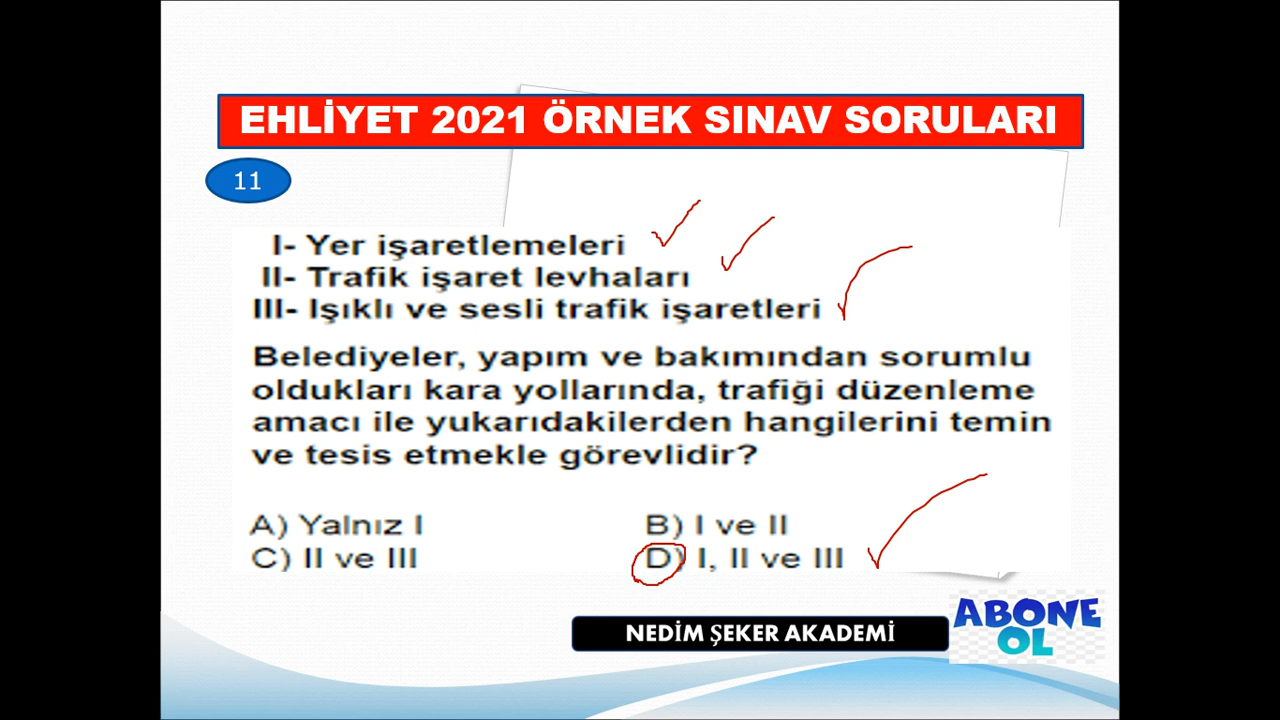 EHLİYET 2021 ÖRNEK SINAV SORULARI
11
I- Yer işaretlemeleri
II- Trafik işaret levhaları
III- Işıklı ve sesli trafik işaretleri
Belediyeler, yapım ve bakımından sorumlu
oldukları kara yollarında, trafiği düzenleme
amacı ile yukarıdakilerden hangilerini temin
ve tesis etmekle görevlidir?
A) Yalnız I B) I ve II
C) II ve III D) I, II ve III
NEDİM ŞEKER AKADEMİ
ABONE
OL